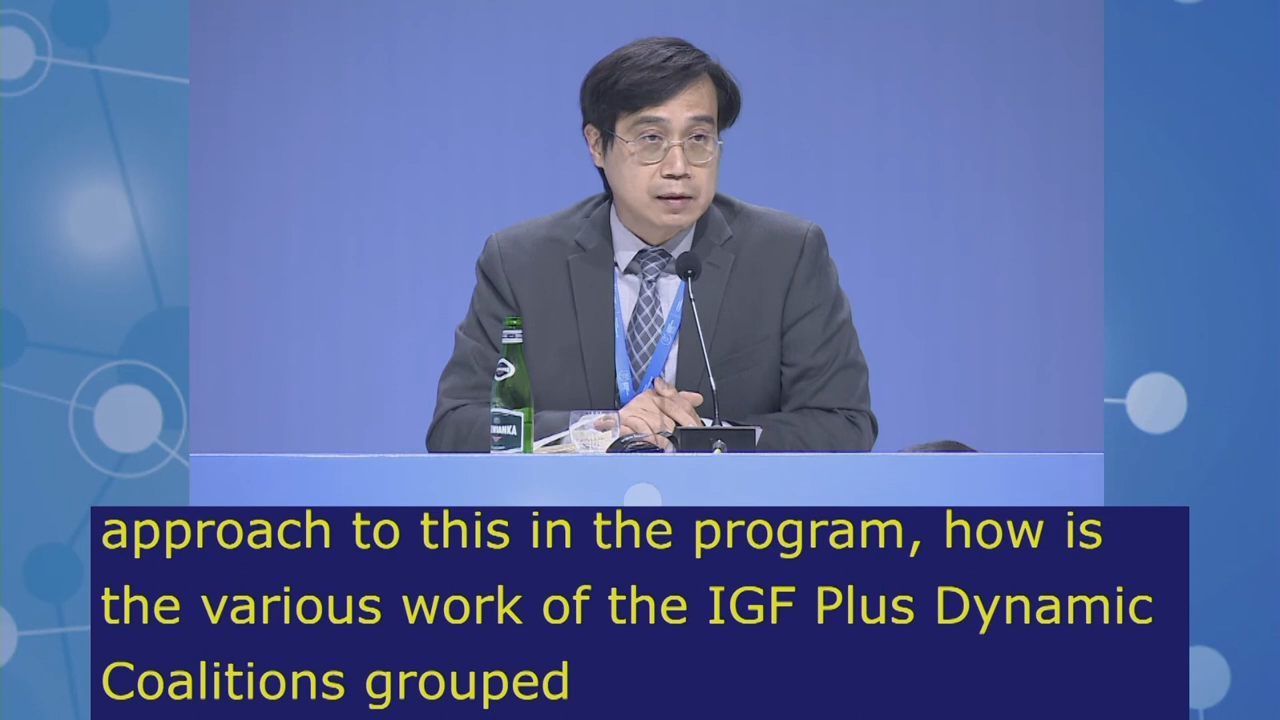 approach to this in the program, how is
the various work of the IGF Plus Dynamic
Coalitions grouped